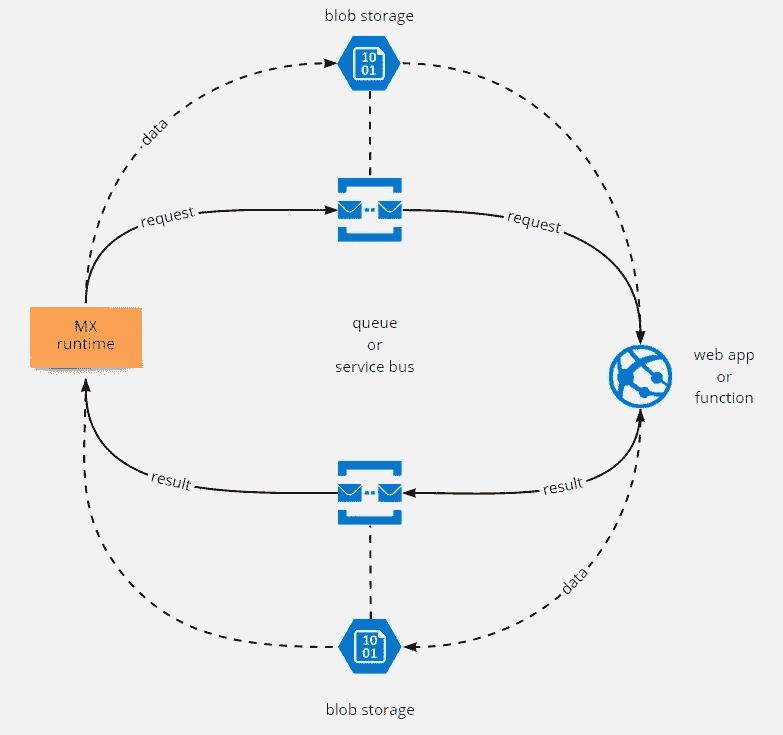 blob storage
10
01
data
request
request
MX
runtime
queue
or
service bus
web app
or
function
result
result
data
10
01
blob storage